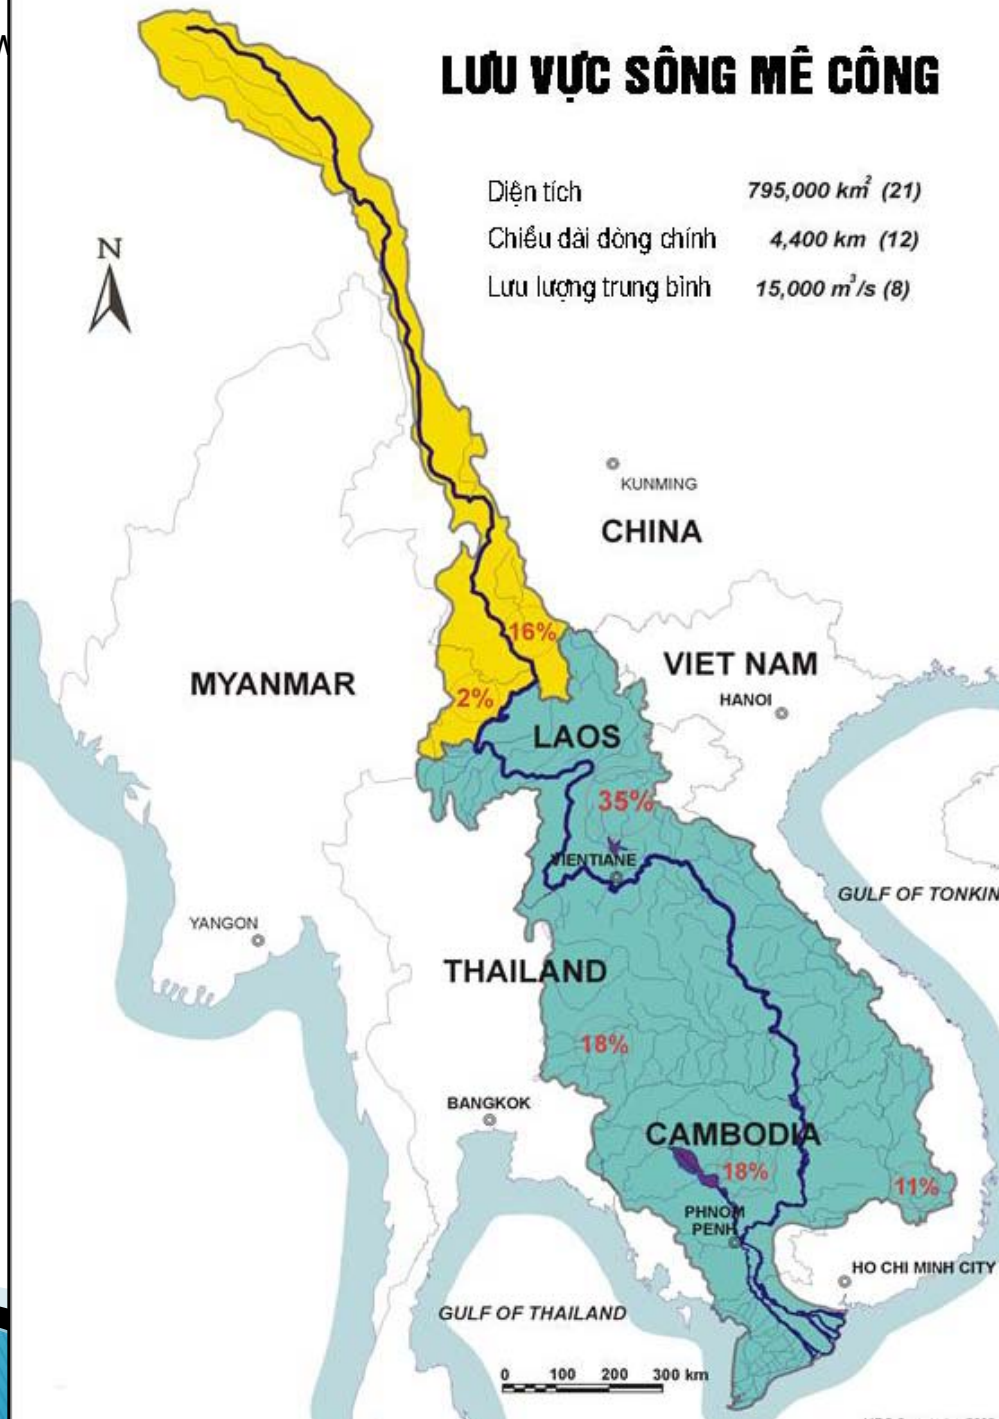 LƯU VỰC SÔNG MÊ CÔNG
Diện tích 795,000 km² (21)
Chiều dài dòng chính 4,400 km (12)
Lưu lượng trung bình 15,000 m³/s (8)
N
KUNMING
CHINA
16%
MYANMAR
2%
VIET NAM
HANOI
LAOS
35%
VIENTIANE
GULF OF TONKIN
YANGON
THAILAND
18%
BANGKOK
CAMBODIA
18%
11%
PHNOM
PENH
HO CHI MINH CITY
GULF OF THAILAND
0 100 200 300 km